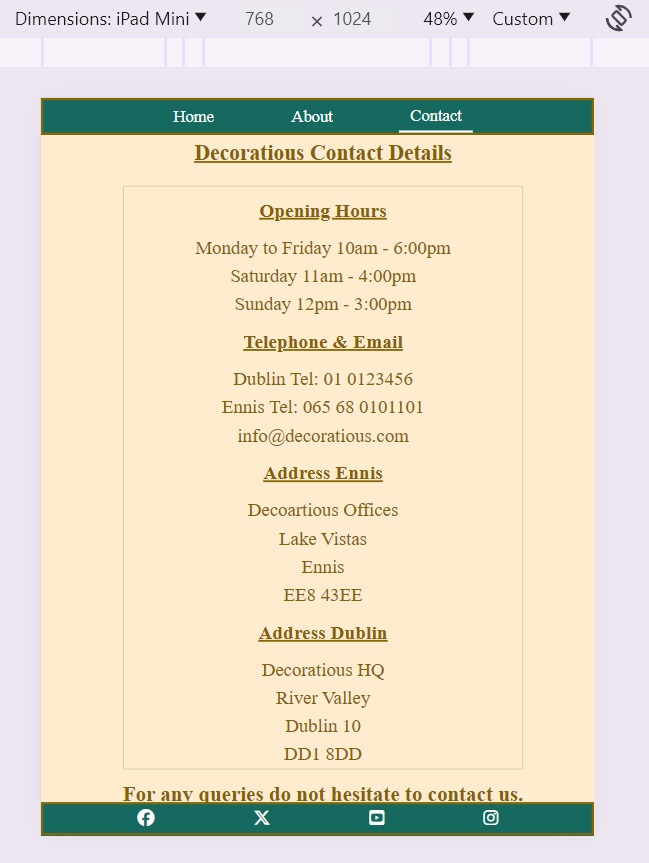 Dimensions: iPad Mini 768 x 1024 48% Custom
Home About Contact
Decoratious Contact Details
Opening Hours
Monday to Friday 10am - 6:00pm
Saturday 11am - 4:00pm
Sunday 12pm - 3:00pm
Telephone & Email
Dublin Tel: 01 0123456
Ennis Tel: 065 68 0101101
info@decoratious.com
Address Ennis
Decoartious Offices
Lake Vistas
Ennis
EE8 43EE
Address Dublin
Decoratious HQ
River Valley
Dublin 10
DD1 8DD
For any queries do not hesitate to contact us.